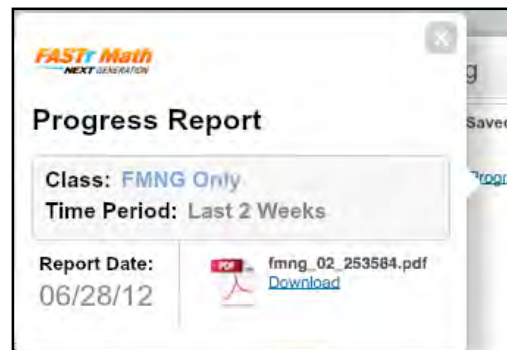 FASTT Math
NEXT GENERATION
g
Progress Report
Saved
Class: FMNG Only
Progr
Time Period: Last 2 Weeks
Report Date:
06/28/12
PDF
fmng_02_253584.pdf
Download